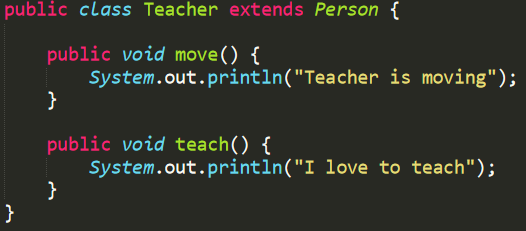 public class Teacher extends Person {
public void move() {
System.out.println("Teacher is moving");
}
public void teach() {
System.out.println("I love to teach");
}
}